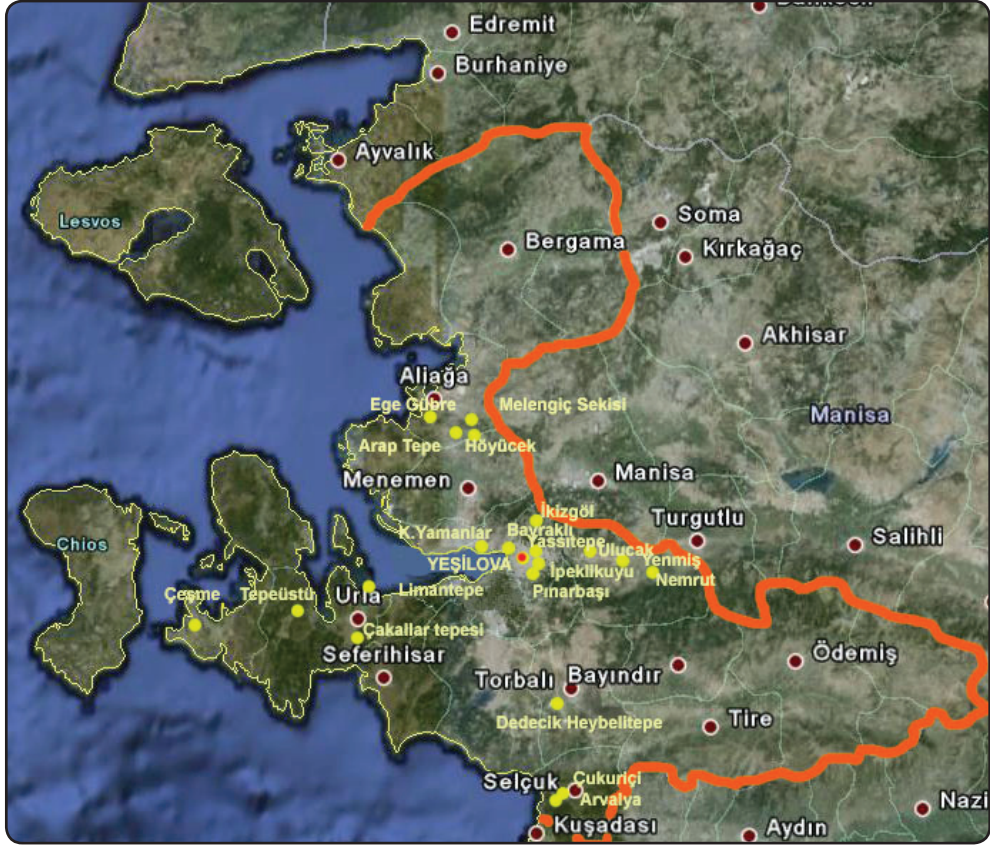 Edremit
Burhaniye
Ayvalık
Lesvos
Soma
Bergama
Kırkağaç
Akhisar
Aliağa
Ege Gübre
Melengiç Sekisi
Manisa
Arap Tepe
Höyücek
Menemen
Manisa
İkizgöl
Turgutlu
K.Yamanlar
Bayraklı
Salihli
Chios
Yassıtepe
Ulucak
YEŞİLOVA
Yenmiş
İpeklikuyu
Nemrut
Çeşme
Tepeüstü
Urla
Limantepe
Pınarbaşı
Çakallar tepesi
Seferihisar
Ödemiş
Torbalı
Bayındır
Dedecik Heybelitepe
Tire
Selçuk
Çukuriçi
Arvalya
Nazi
Kuşadası
Aydın